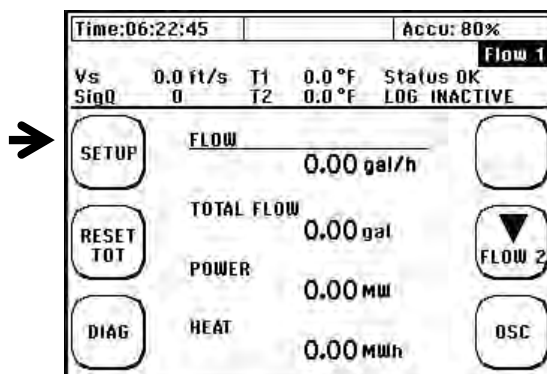 Time:06:22:45 Accu: 80%
Flow 1
Vs 0.0 ft/s T1 0.0 °F Status OK
SigQ 0 T2 0.0 °F LOG INACTIVE
SETUP
FLOW
0.00 gal/h
RESET TOT
TOTAL FLOW
0.00 gal
FLOW 2
POWER
0.00 MW
DIAG
HEAT
0.00 MWh
OSC